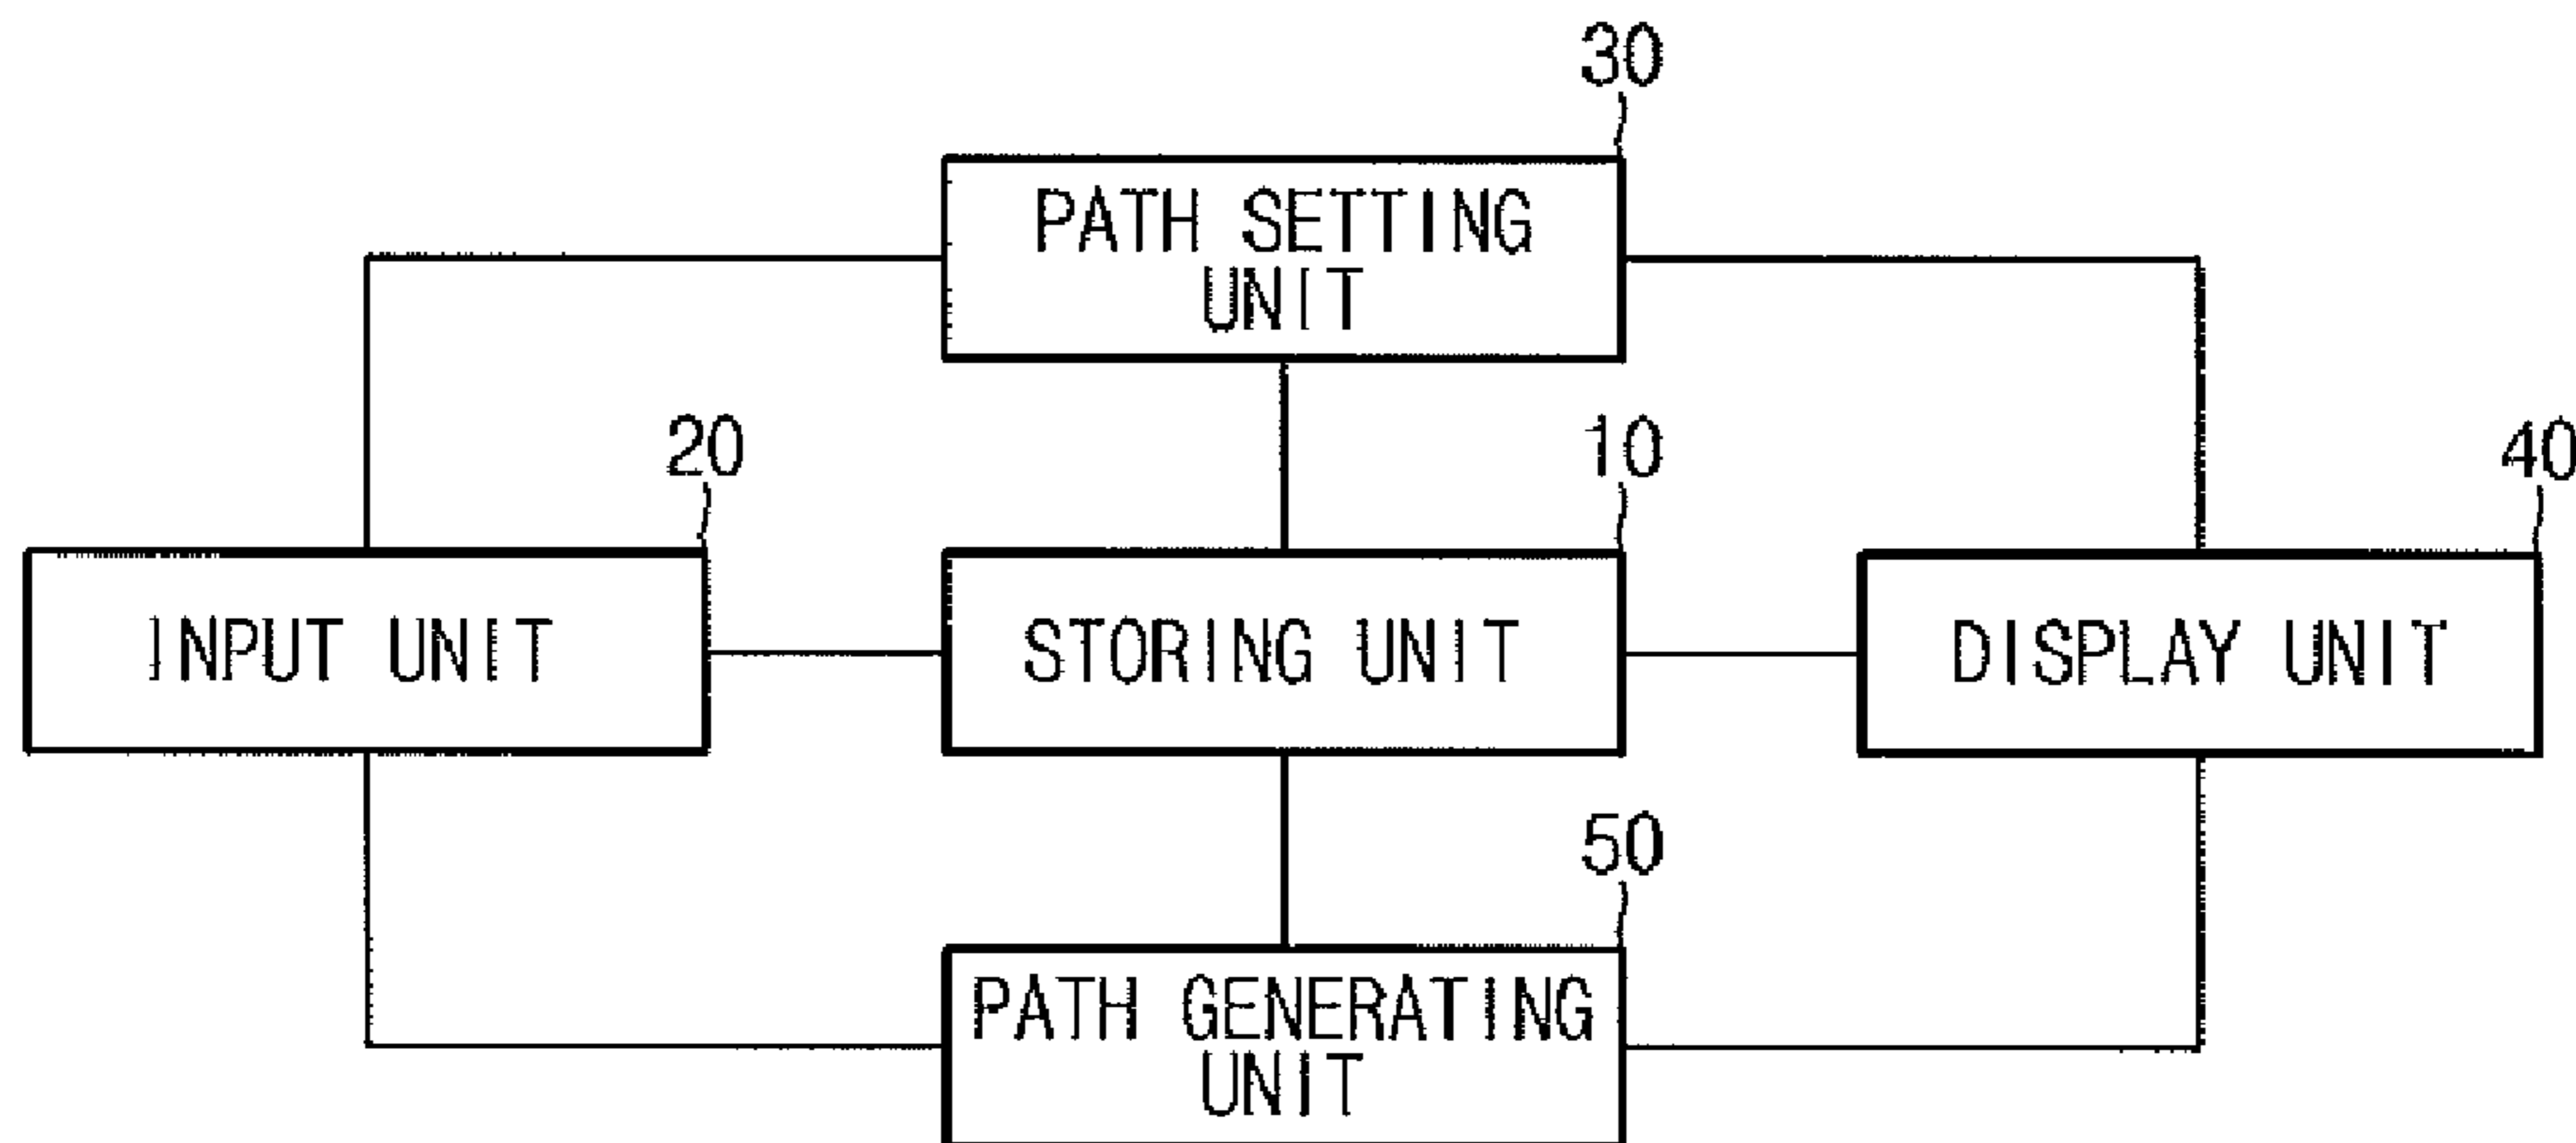 30
PATH SETTING
UNIT
20
10
40
INPUT UNIT
STORING UNIT
DISPLAY UNIT
50
PATH GENERATING
UNIT